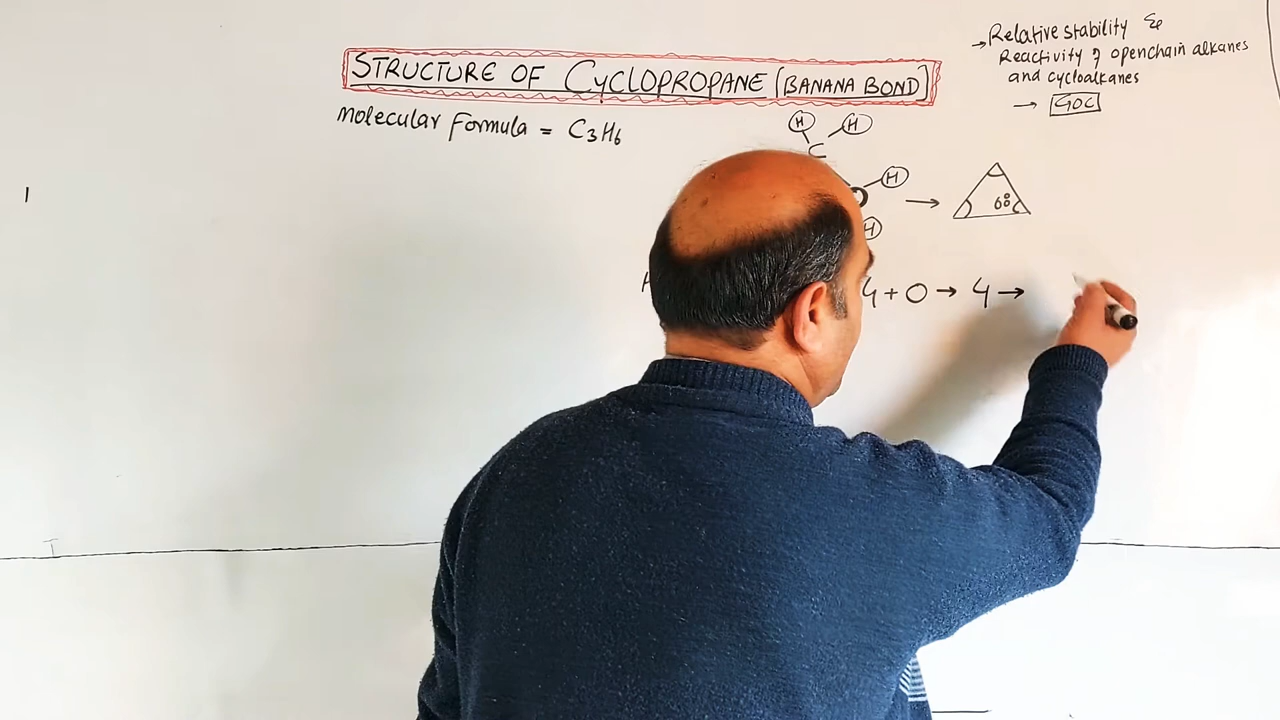 → Relative stability &
Reactivity of openchain alkanes
and cycloalkanes
→ GOC
STRUCTURE OF CYCLOPROPANE (BANANA BOND)
Molecular Formula = C₃H₆
H H
C
H
→
60°
H
H
4 + 0 → 4 →